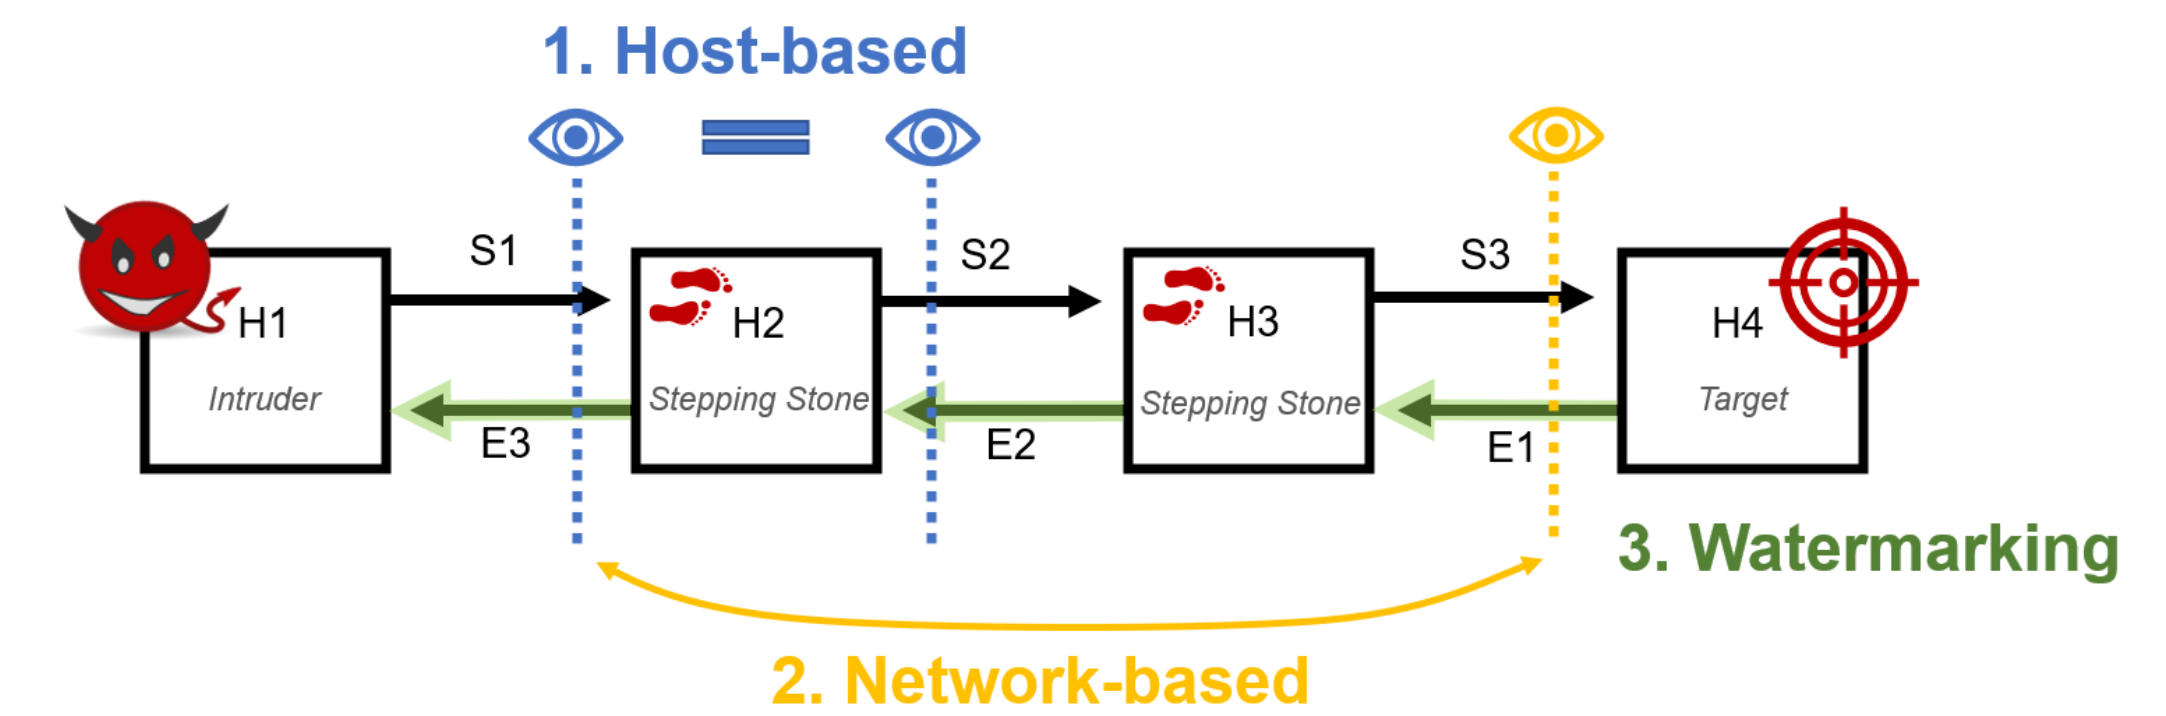 1. Host-based
S1
S2
S3
H1
H2
H3
H4
Intruder
Stepping Stone
Stepping Stone
Target
E3
E2
E1
3. Watermarking
2. Network-based